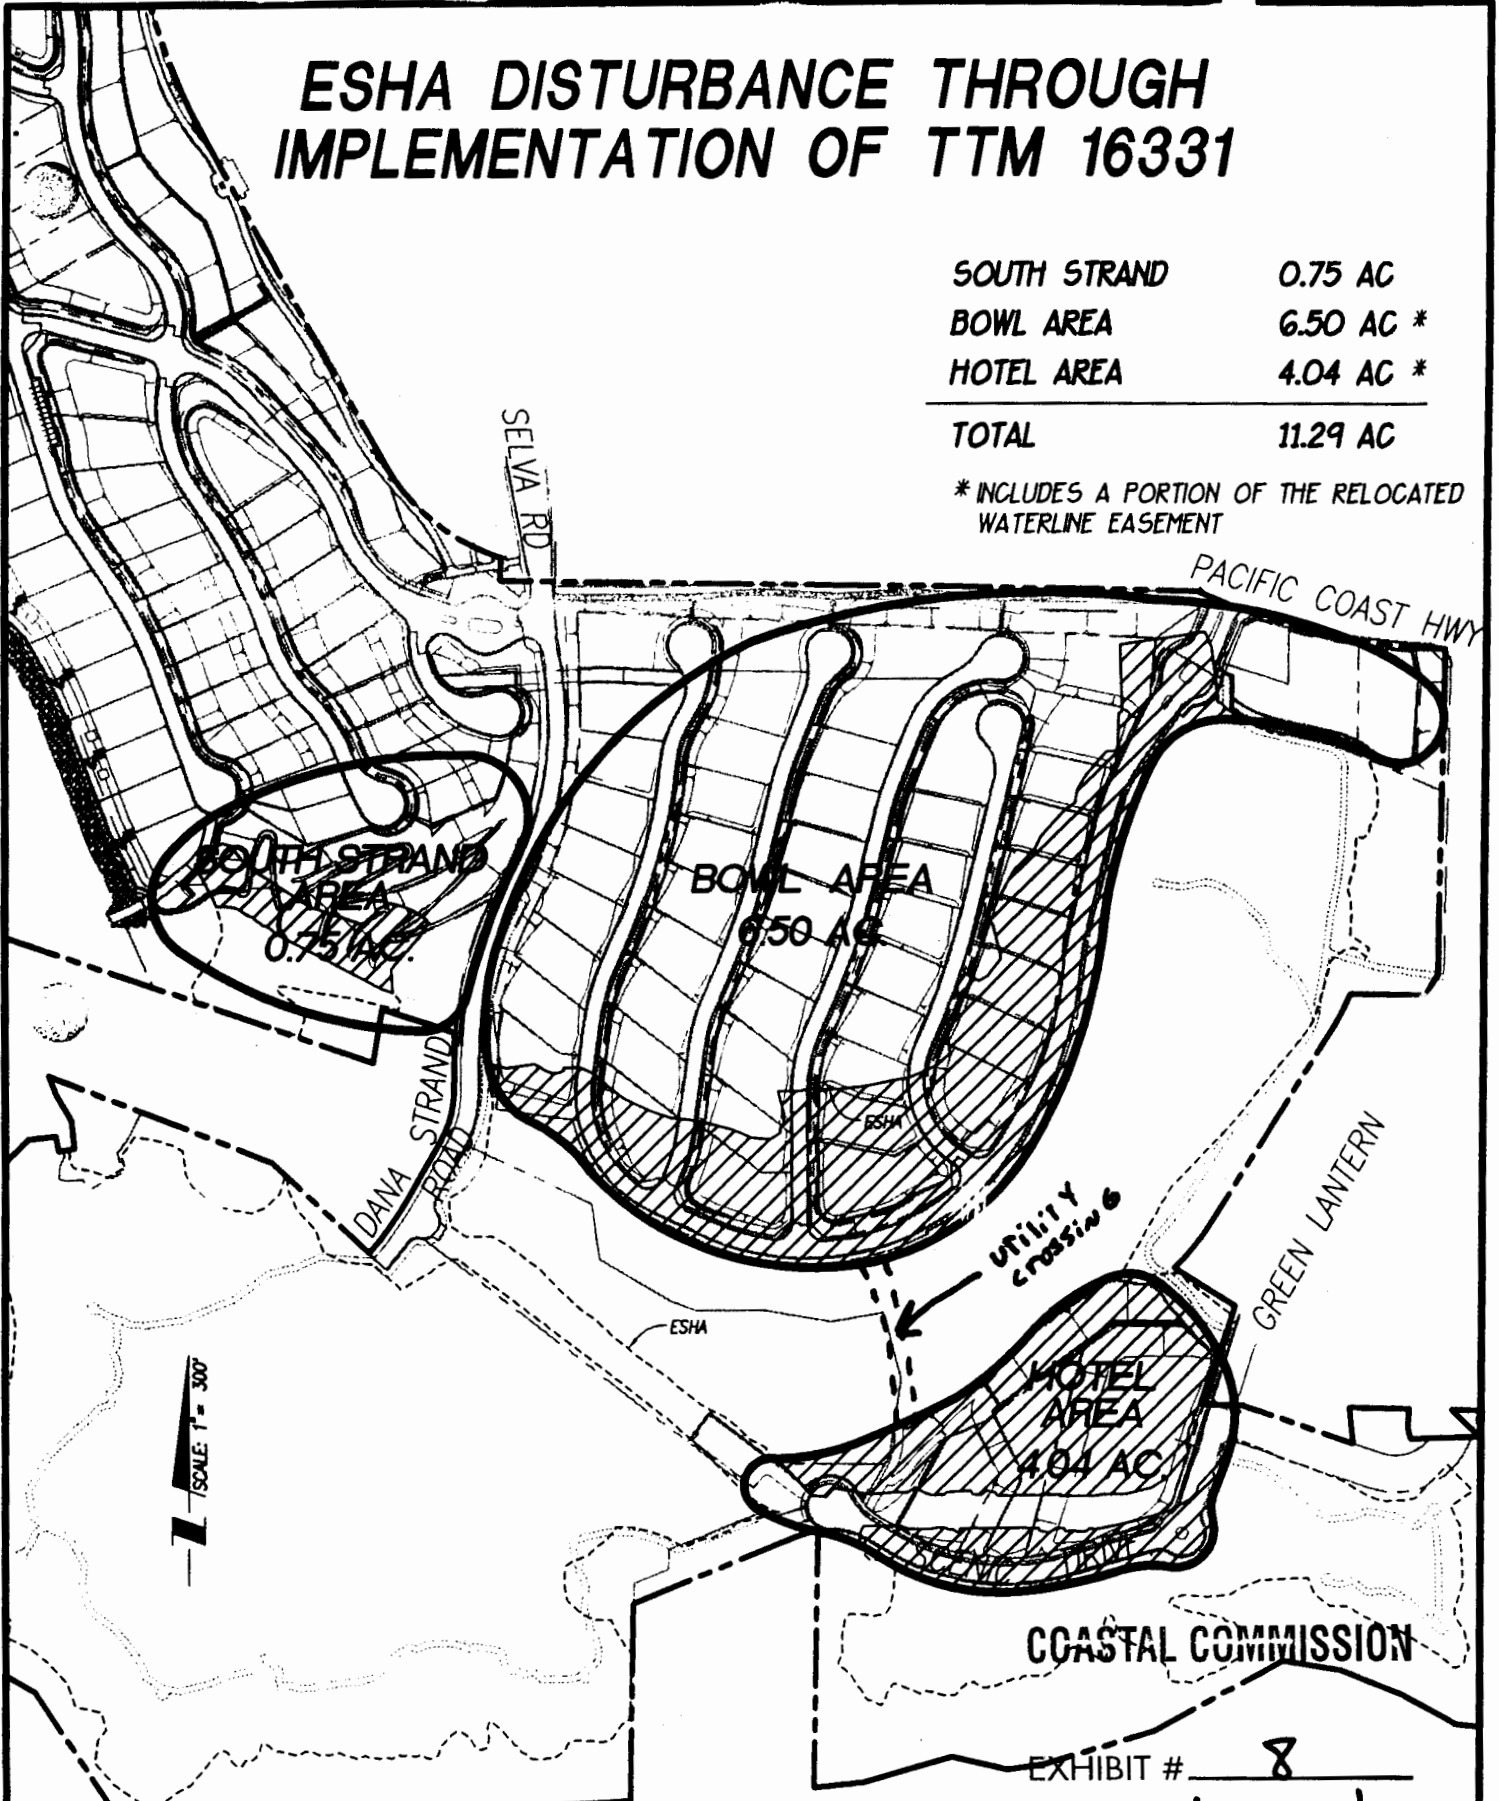 ESHA DISTURBANCE THROUGH
IMPLEMENTATION OF TTM 16331
SOUTH STRAND 0.75 AC
BOWL AREA 6.50 AC *
HOTEL AREA 4.04 AC *
TOTAL 11.29 AC
* INCLUDES A PORTION OF THE RELOCATED
WATERLINE EASEMENT
SELVA RD
PACIFIC COAST HWY
SOUTH STRAND
AREA
0.75 AC.
BOWL AREA
6.50 AC.
ESHA
DANA STRAND
ROAD
UTILITY
CROSSING
GREEN LANTERN
ESHA
HOTEL
AREA
4.04 AC.
SCENIC DRIVE
SCALE: 1" = 300'
COASTAL COMMISSION
EXHIBIT # 8